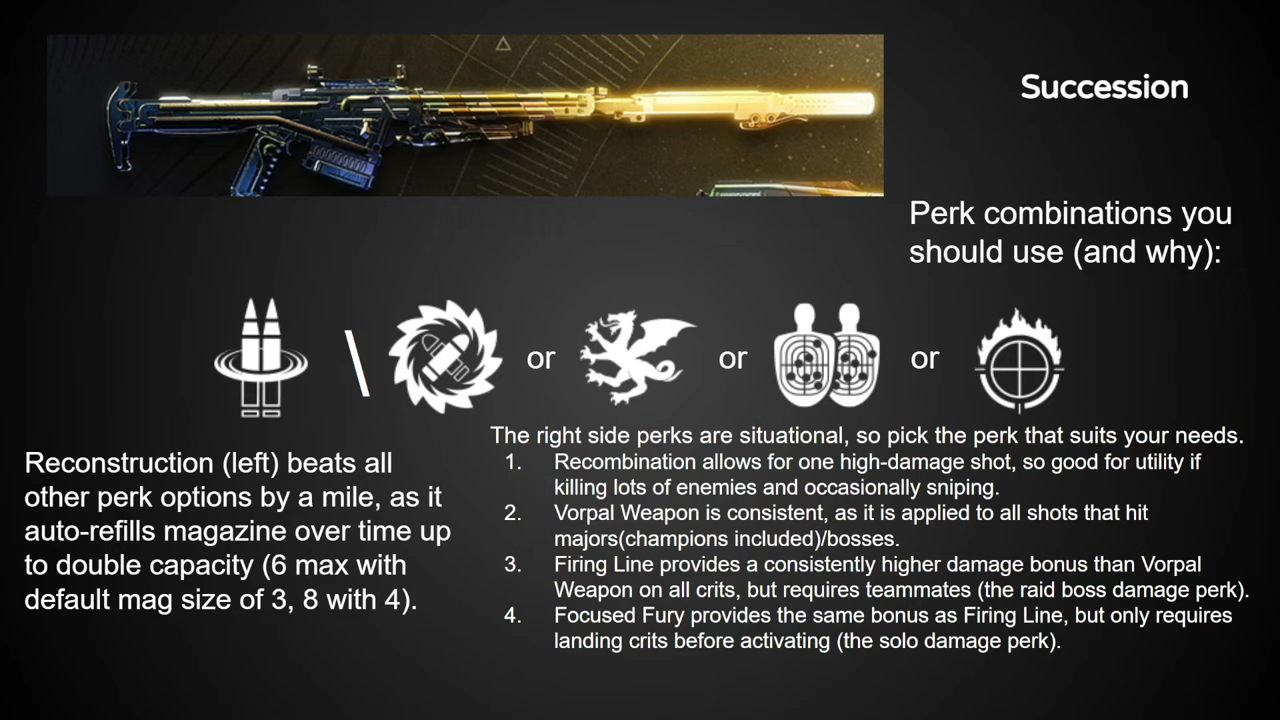 Succession
Perk combinations you
should use (and why):
\
or
or
or
Reconstruction (left) beats all
other perk options by a mile, as it
auto-refills magazine over time up
to double capacity (6 max with
default mag size of 3, 8 with 4).
The right side perks are situational, so pick the perk that suits your needs.
1. Recombination allows for one high-damage shot, so good for utility if
killing lots of enemies and occasionally sniping.
2. Vorpal Weapon is consistent, as it is applied to all shots that hit
majors(champions included)/bosses.
3. Firing Line provides a consistently higher damage bonus than Vorpal
Weapon on all crits, but requires teammates (the raid boss damage perk).
4. Focused Fury provides the same bonus as Firing Line, but only requires
landing crits before activating (the solo damage perk).